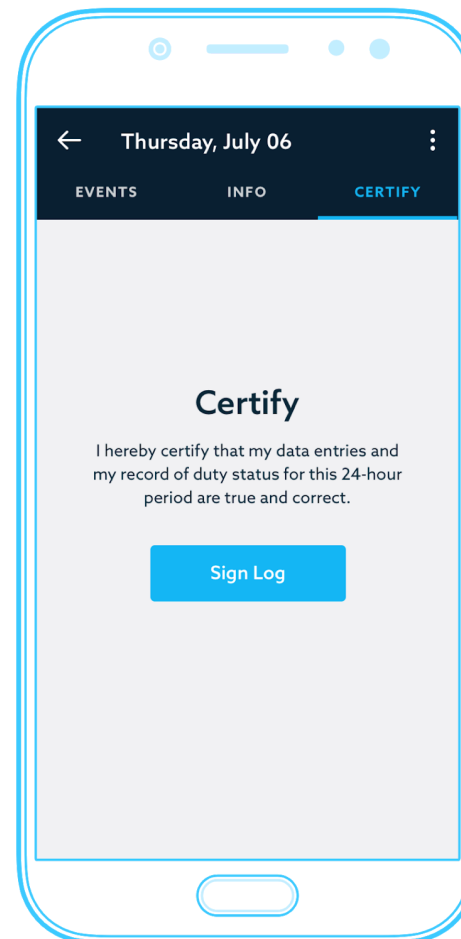 Thursday, July 06
EVENTS INFO CERTIFY
Certify
I hereby certify that my data entries and
my record of duty status for this 24-hour
period are true and correct.
Sign Log